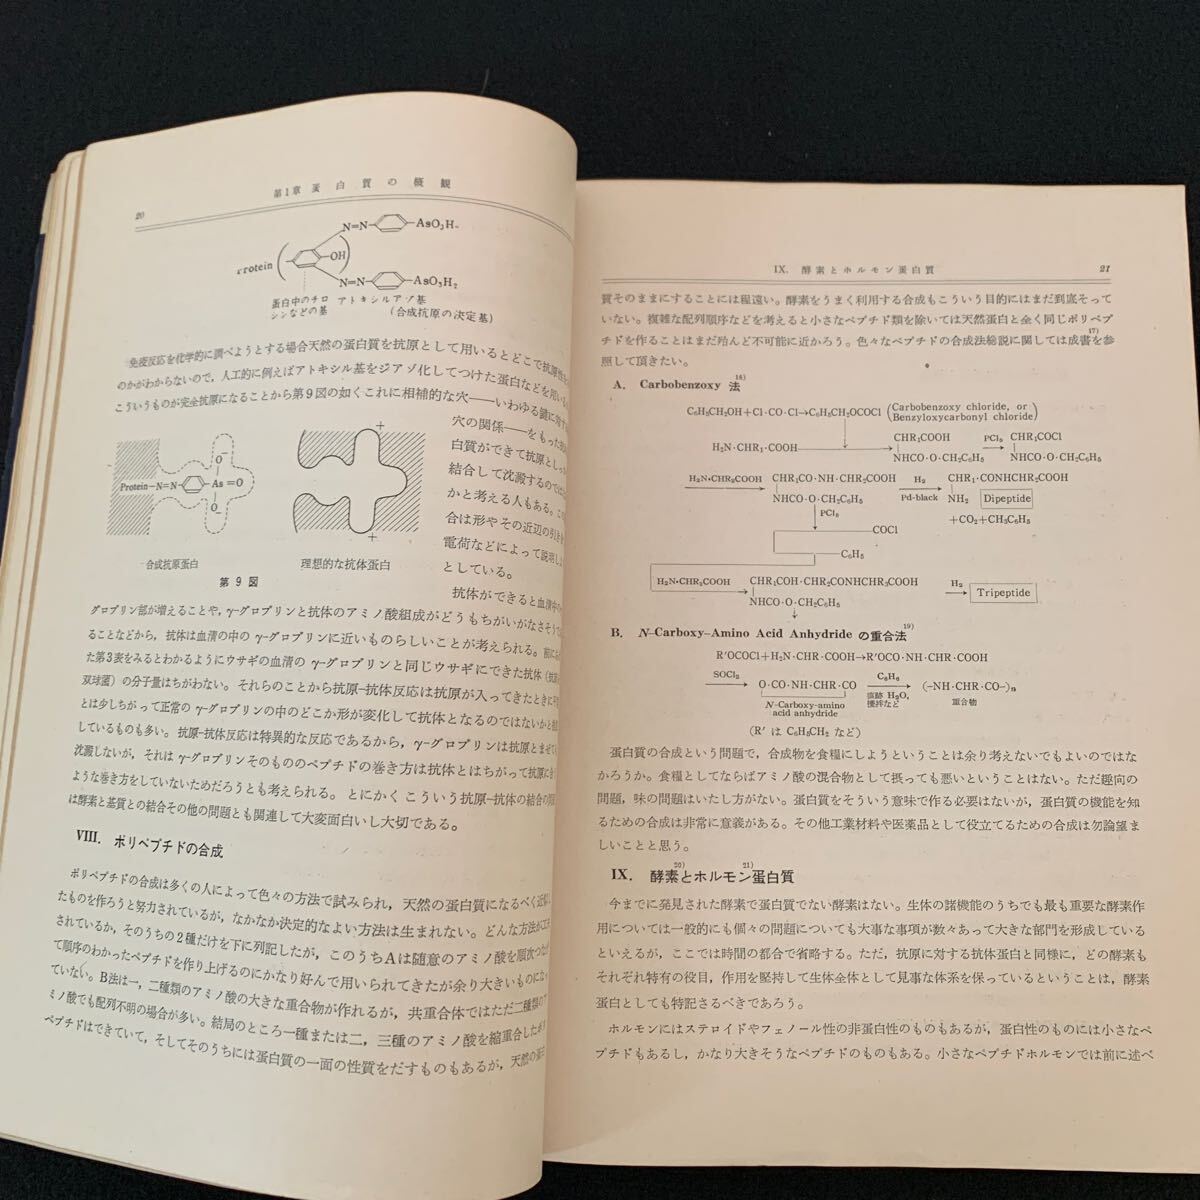 20
第1章 蛋白質の概観
N=N AsO3H-
rotein ( OH )
N=N AsO3H2
蛋白中のチロ アトキシルアゾ基
シンなどの基 (合成抗原の決定基)
免疫反応を化学的に調べようとする場合天然の蛋白質を抗原として用いるとどこで抗原性を
のかがわからないので，人工的に例えばアトキシル基をジアゾ化してつけた蛋白などを用いる
こういうものが完全抗原になることから第9図の如くこれに相補的な穴——いわゆる鍵に対す
穴の関係——をもった
白質ができて抗原としっ
結合して沈澱するのでは
かと考える人もある。この
合は形やその近辺の引き
電荷などによって説明し
としている。
抗体ができると血清中の
Protein−N=N− −As=O
O−
O−
+
+
合成抗原蛋白 理想的な抗体蛋白
第9図
グロブリン部が増えることや，γ-グロブリンと抗体のアミノ酸組成がどうもちがいがなさそう
ることなどから，抗体は血清の中の γ-グロブリンに近いものらしいことが考えられる。前に
た第3表をみるとわかるようにウサギの血清の γ-グロブリンと同じウサギにできた抗体（抗
双球菌）の分子量はちがわない。それらのことから抗原-抗体反応は抗原が入ってきたときに
とは少しちがって正常の γ-グロブリンの中のどこか形が変化して抗体となるのではないかと
しているものも多い。抗原-抗体反応は特異的な反応であるから，γ-グロブリンは抗原とまぜて
沈澱しないが，それは γ-グロブリンそのもののペプチドの巻き方は抗体とはちがって抗原に
ような巻き方をしていないためだろうとも考えられる。とにかくこういう抗原-抗体の結合の
は酵素と基質との結合その他の問題とも関連して大変面白いし大切である。
VIII. ポリペプチドの合成
ポリペプチドの合成は多くの人によって色々の方法で試みられ，天然の蛋白質になるべく近
たものを作ろうと努力されているが，なかなか決定的なよい方法は生まれない。どんな方法が
されているか，そのうちの2種だけを下に列記したが，このうちAは随意のアミノ酸を順次つな
て順序のわかったペプチドを作り上げるのにかなり好んで用いられてきたが余り大きいものにな
ていない。B法は一，二種類のアミノ酸の大きな重合物が作れるが，共重合体ではただ二種類の
ミノ酸でも配列不明の場合が多い。結局のところ一種または二，三種のアミノ酸を縮重合した
ペプチドはできていて，そしてそのうちには蛋白質の一面の性質をだすものもあるが，天然の
IX. 酵素とホルモン蛋白質 21
質そのままにすることには程遠い。酵素をうまく利用する合成もこういう目的にはまだ到底そって
いない。複雑な配列順序などを考えると小さなペプチド類を除いては天然蛋白と全く同じポリペプ
チドを作ることはまだ殆んど不可能に近かろう。色々なペプチドの合成法総説に関しては成書17)を参
照して頂きたい。
A. Carbobenzoxy 法18)
C6H5CH2OH+Cl·CO·Cl→C6H5CH2OCOCl (Carbobenzoxy chloride, or Benzyloxycarbonyl chloride)
H2N·CHR1·COOH → CHR1COOH PCl5 → CHR1COCl
NHCO·O·CH2C6H5 NHCO·O·CH2C6H5
H2N·CHR2COOH → CHR1CO·NH·CHR2COOH H2 Pd-black → CHR1·CONHCHR2COOH
NHCO·O·CH2C6H5 NH2 Dipeptide
↓PCl5 +CO2+CH3C6H5
COCl
C6H5
H2N·CHR3COOH → CHR1COH·CHR2CONHCHR3COOH H2 → Tripeptide
NHCO·O·CH2C6H5
B. N-Carboxy-Amino Acid Anhydride の重合法19)
R'OCOCl+H2N·CHR·COOH→R'OCO·NH·CHR·COOH
SOCl2 → O·CO·NH·CHR·CO C6H6 → (−NH·CHR·CO−)n
痕跡 H2O, 攪拌など 重合物
N-Carboxy-amino
acid anhydride
(R' は C6H5CH2 など)
蛋白質の合成という問題で，合成物を食糧にしようということは余り考えないでもよいのではな
かろうか。食糧としてならばアミノ酸の混合物として摂っても悪いということはない。ただ趣向の
問題，味の問題はいたし方がない。蛋白質をそういう意味で作る必要はないが，蛋白質の機能を知
るための合成は非常に意義がある。その他工業材料や医薬品として役立てるための合成は勿論望ま
しいことと思う。
IX. 酵素20)とホルモン21)蛋白質
今までに発見された酵素で蛋白質でない酵素はない。生体の諸機能のうちでも最も重要な酵素作
用については一般的にも個々の問題についても大事な事項が数々あって大きな部門を形成している
といえるが，ここでは時間の都合で省略する。ただ，抗原に対する抗体蛋白と同様に，どの酵素も
それぞれ特有の役目，作用を堅持して生体全体として見事な体系を保っているということは，酵素
蛋白としても特記さるべきであろう。
ホルモンにはステロイドやフェノール性の非蛋白性のものもあるが，蛋白性のものには小さなペ
プチドもあるし，かなり大きそうなペプチドのものもある。小さなペプチドホルモンでは前に述べ